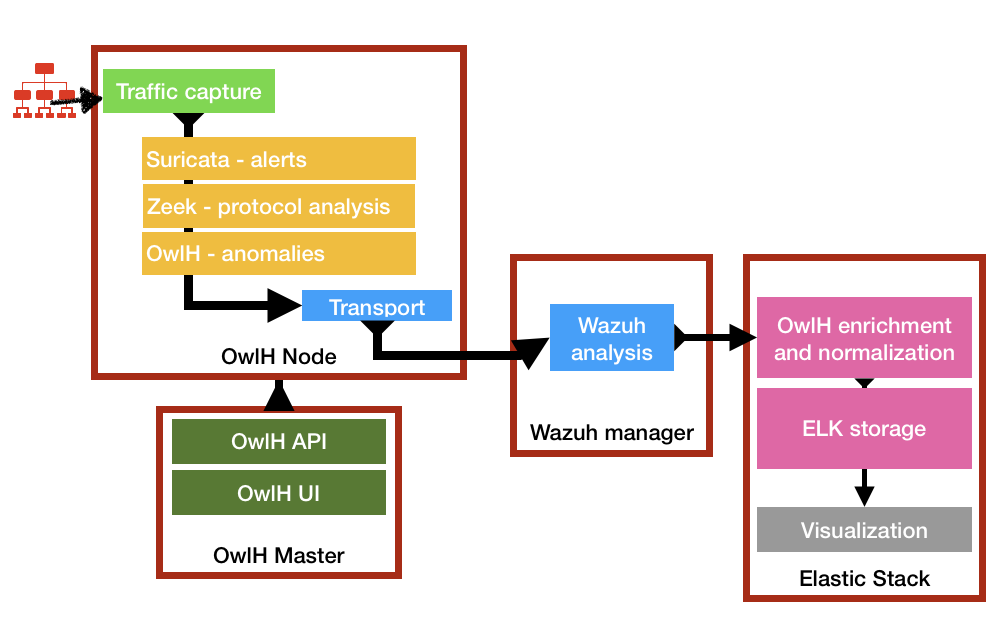 Traffic capture
Suricata - alerts
Zeek - protocol analysis
OwlH - anomalies
Transport
OwlH Node
OwlH API
OwlH UI
OwlH Master
Wazuh
analysis
Wazuh manager
OwlH enrichment
and normalization
ELK storage
Visualization
Elastic Stack